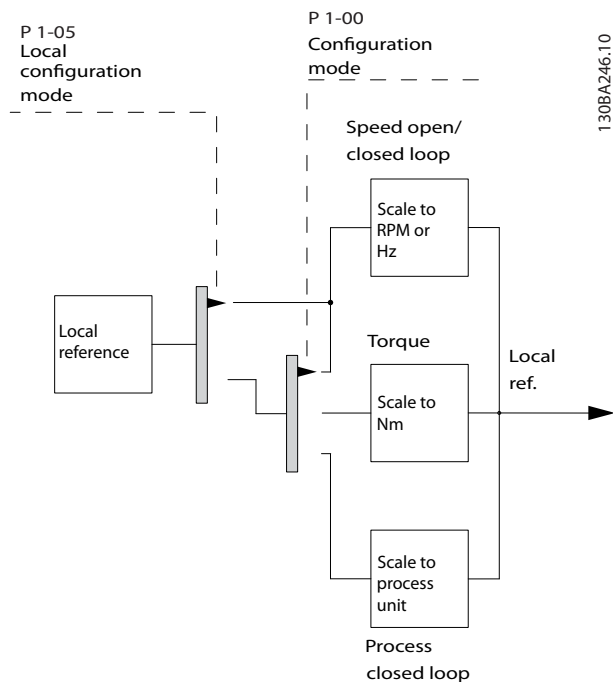 P 1-05
Local
configuration
mode
P 1-00
Configuration
mode
130BA246.10
Speed open/
closed loop
Scale to
RPM or
Hz
Local
reference
Torque
Scale to
Nm
Local
ref.
Scale to
process
unit
Process
closed loop